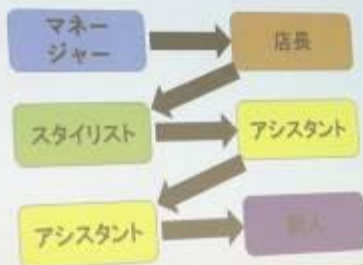 マネー
ジャー
店長
スタイリスト
アシスタント
アシスタント
新人